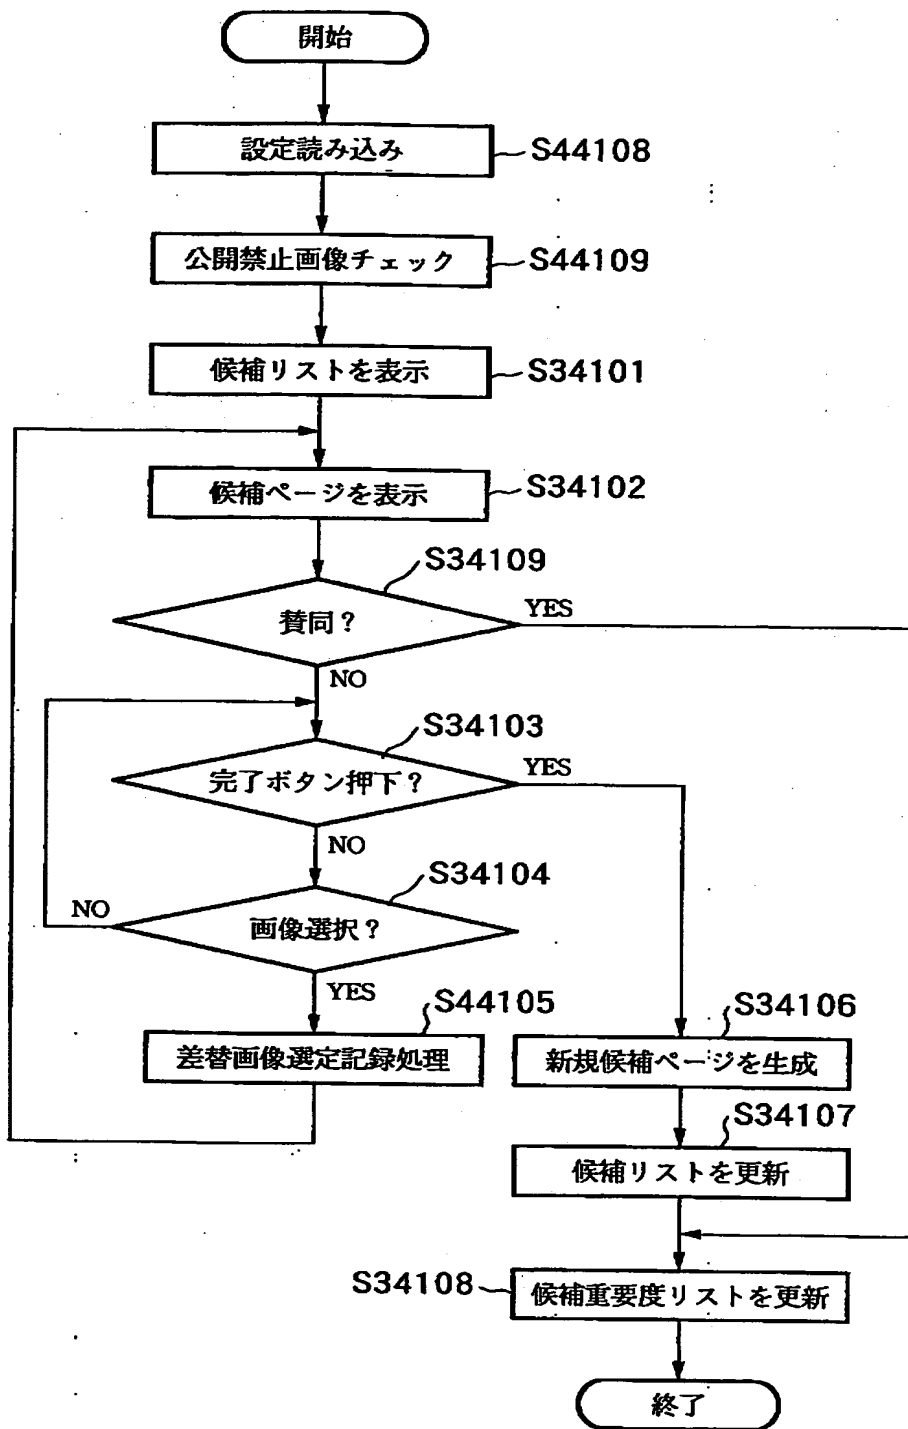 開始
設定読み込み
S44108
公開禁止画像チェック
S44109
候補リストを表示
S34101
候補ページを表示
S34102
S34109
賛同?
YES
NO
S34103
完了ボタン押下?
YES
NO
S34104
画像選択?
NO
YES
S44105
差替画像選定記録処理
S34106
新規候補ページを生成
S34107
候補リストを更新
S34108
候補重要度リストを更新
終了